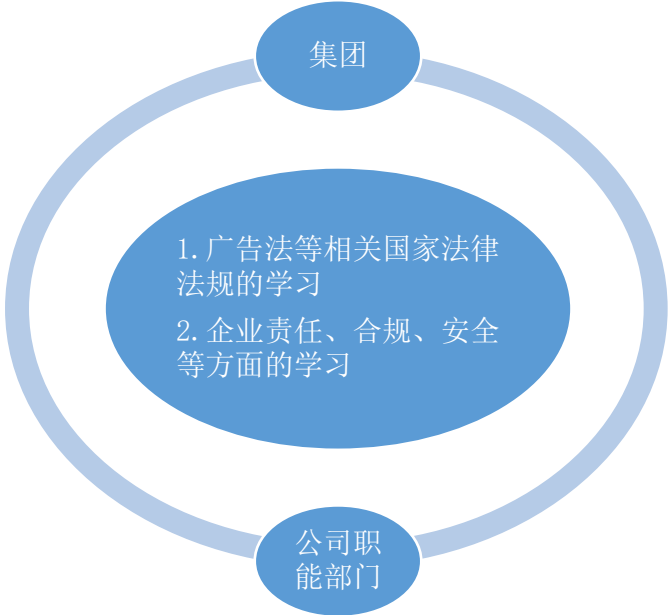 集团
1.广告法等相关国家法律
法规的学习
2.企业责任、合规、安全
等方面的学习
公司职
能部门